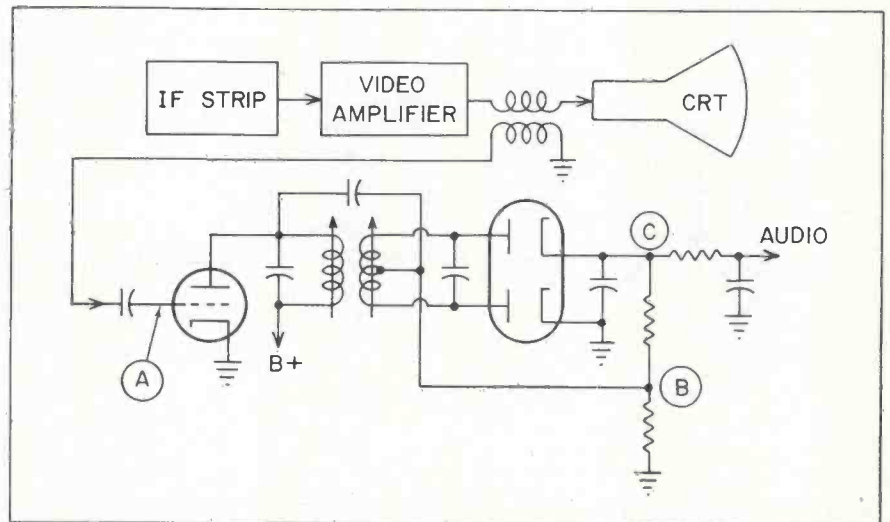 IF STRIP
VIDEO
AMPLIFIER
CRT
C
AUDIO
B+
A
B